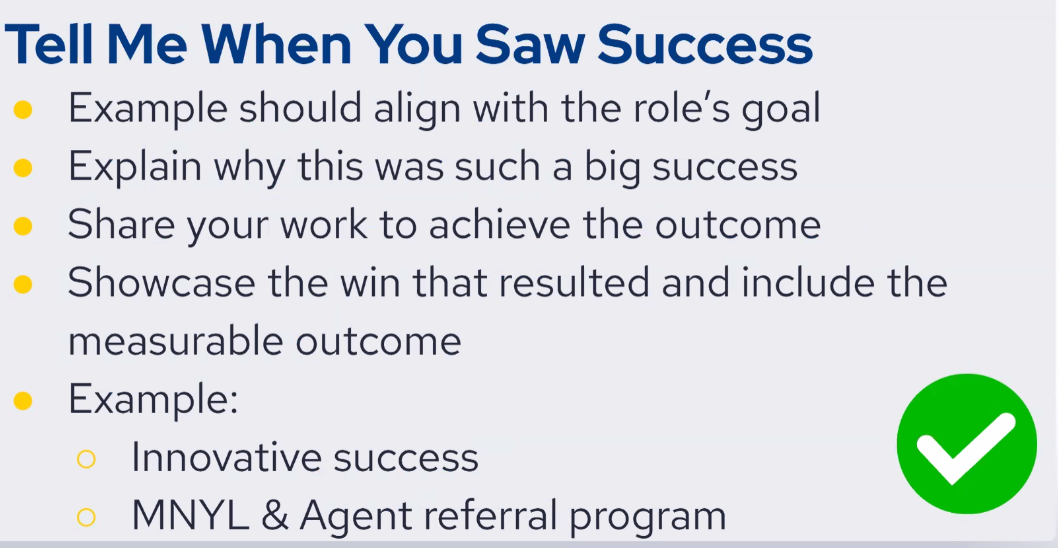 Tell Me When You Saw Success
Example should align with the role's goal
Explain why this was such a big success
Share your work to achieve the outcome
Showcase the win that resulted and include the
measurable outcome
Example:
Innovative success
MNYL & Agent referral program